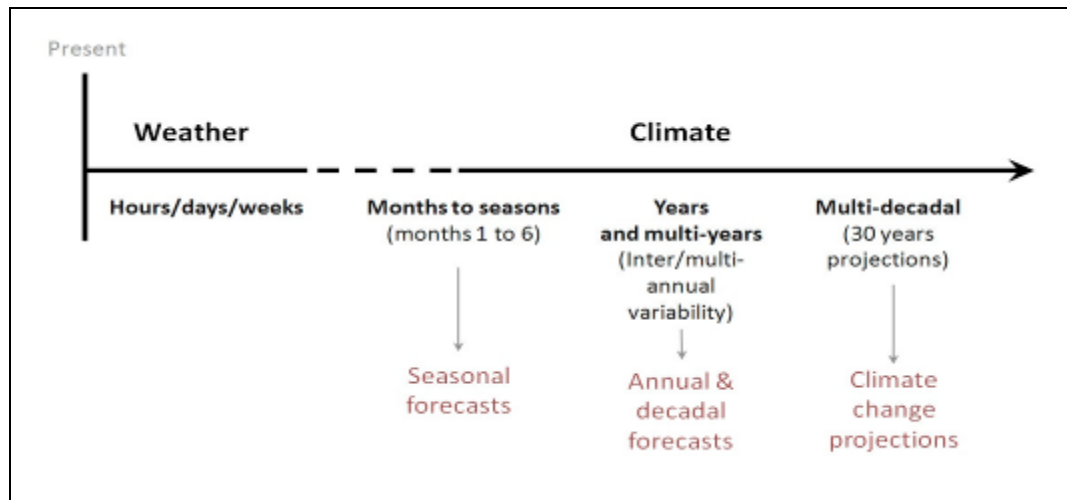 Present
Weather
Climate
Hours/days/weeks
Months to seasons
(months 1 to 6)
Seasonal
forecasts
Years
and multi-years
(Inter/multi-
annual
variability)
Annual &
decadal
forecasts
Multi-decadal
(30 years
projections)
Climate
change
projections